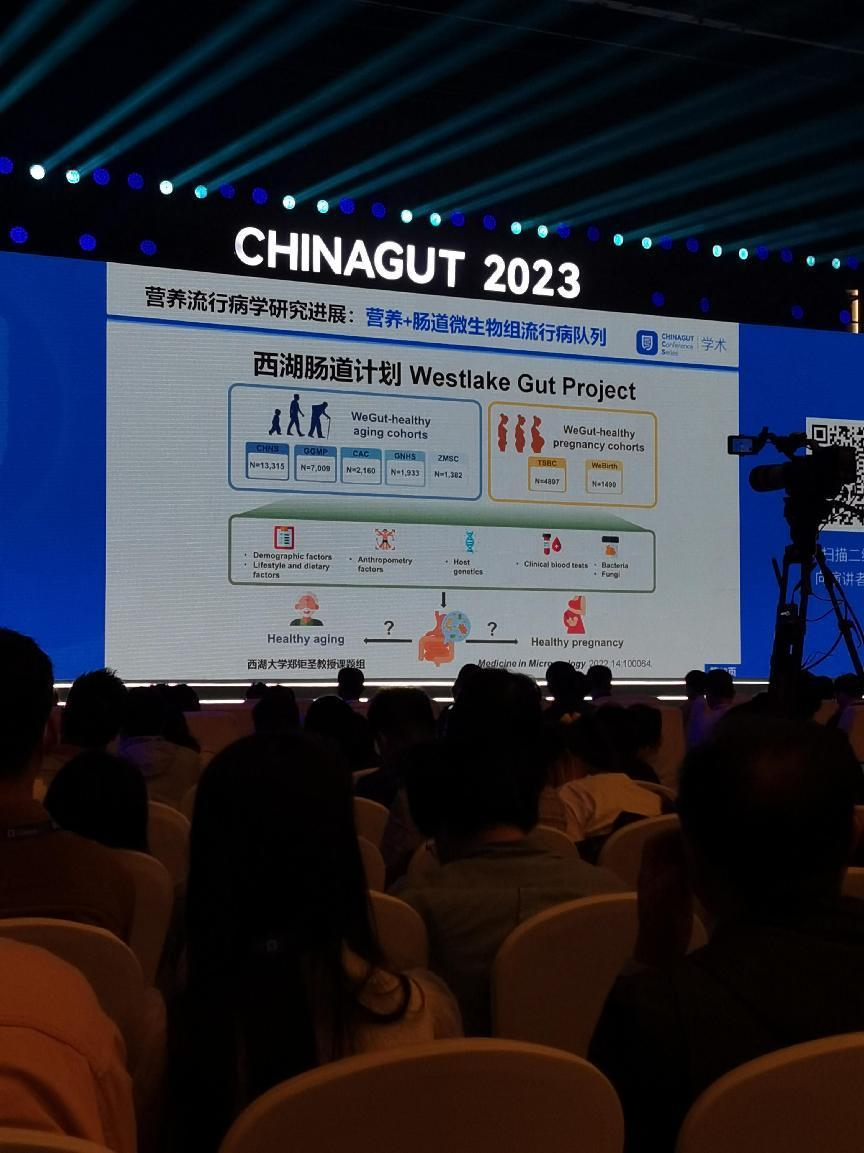 CHINAGUT 2023
营养流行病学研究进展：营养+肠道微生物组流行病队列
CHINAGUT
Conference
Series
学术
西湖肠道计划 Westlake Gut Project
WeGut-healthy
aging cohorts
CHNS
N=13,315
GGMP
N=7,009
CAC
N=2,160
GNHS
N=1,933
ZMSC
N=1,382
WeGut-healthy
pregnancy cohorts
TSBC
N=4897
WeBirth
N=1490
• Demographic factors
• Lifestyle and dietary
factors
• Anthropometry
factors
• Host
genetics
• Clinical blood tests
• Bacteria
• Fungi
Healthy aging
?
?
Healthy pregnancy
西湖大学郑钜圣教授课题组
Medicine in Microecology 2022;14:100064.
扫描二
向演讲者